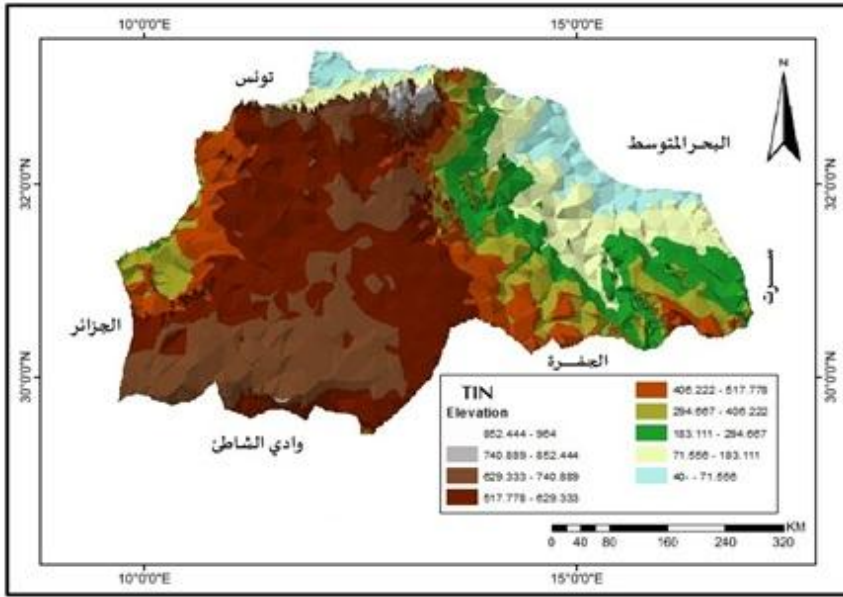 10°0'0"E 15°0'0"E
N
تونس
البحر المتوسط
32°0'0"N 32°0'0"N
سرت
الجزائر
الجفرة
30°0'0"N 30°0'0"N
وادي الشاطئ
TIN
Elevation
852.444 - 964
740.889 - 852.444
629.333 - 740.889
517.778 - 629.333
406.222 - 517.778
294.667 - 406.222
183.111 - 294.667
71.556 - 183.111
40- - 71.556
KM
0 40 80 160 240 320
10°0'0"E 15°0'0"E